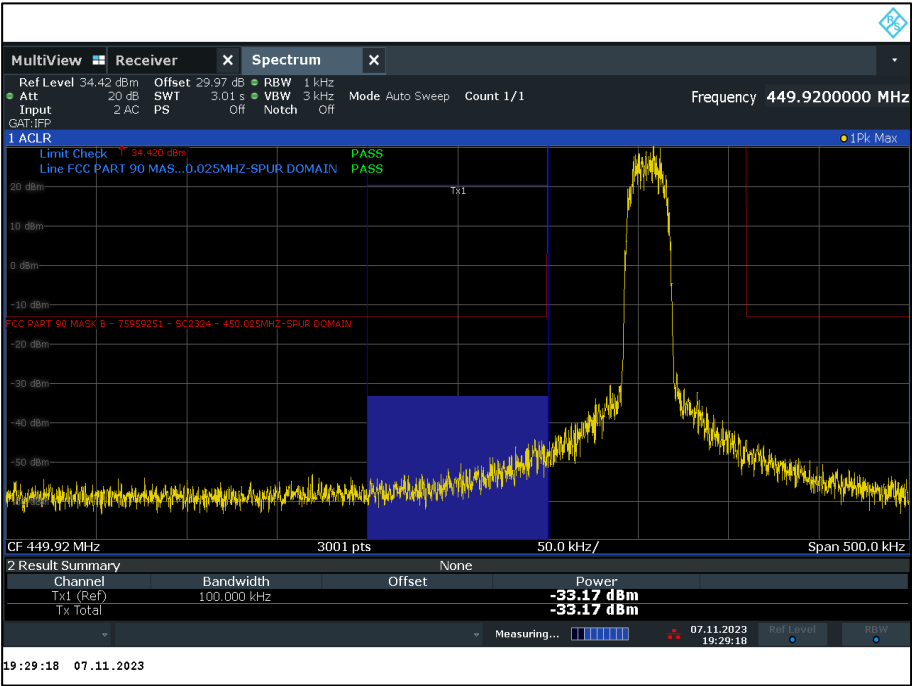 MultiView Receiver X Spectrum X
Ref Level 34.42 dBm Offset 29.97 dB RBW 1 kHz
Att 20 dB SWT 3.01 s VBW 3 kHz Mode Auto Sweep Count 1/1 Frequency 449.9200000 MHz
Input 2 AC PS Off Notch Off
GAT:IFP
1 ACLR 1Pk Max
Limit Check 34.420 dBm PASS
Line FCC PART 90 MAS...0.025MHZ-SPUR DOMAIN PASS
20 dBm
Tx1
10 dBm
0 dBm
-10 dBm
FCC PART 90 MASK B - 75959251 - SC2324 - 450.025MHZ-SPUR DOMAIN
-20 dBm
-30 dBm
-40 dBm
-50 dBm
CF 449.92 MHz 3001 pts 50.0 kHz/ Span 500.0 kHz
2 Result Summary None
Channel Bandwidth Offset Power
Tx1 (Ref) 100.000 kHz -33.17 dBm
Tx Total -33.17 dBm
Measuring... 07.11.2023 Ref Level RBW
19:29:18
19:29:18 07.11.2023